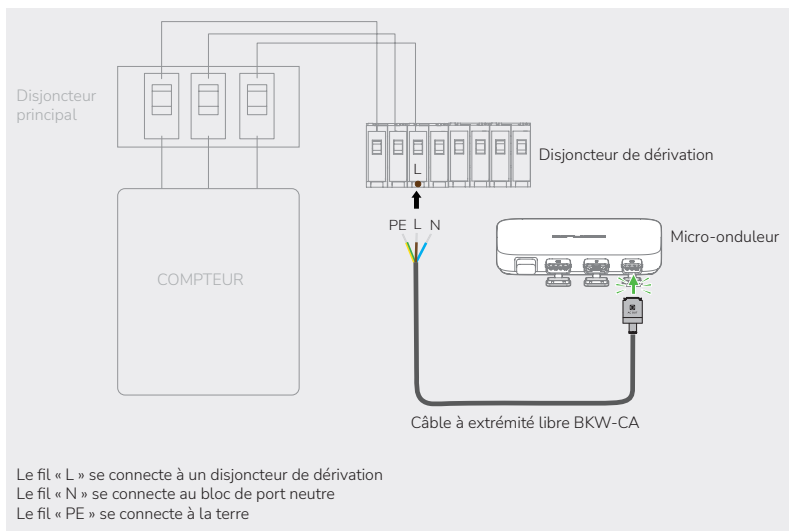 Disjoncteur
principal
Disjoncteur de dérivation
L
PE L N
Micro-onduleur
COMPTEUR
Câble à extrémité libre BKW-CA
Le fil « L » se connecte à un disjoncteur de dérivation
Le fil « N » se connecte au bloc de port neutre
Le fil « PE » se connecte à la terre